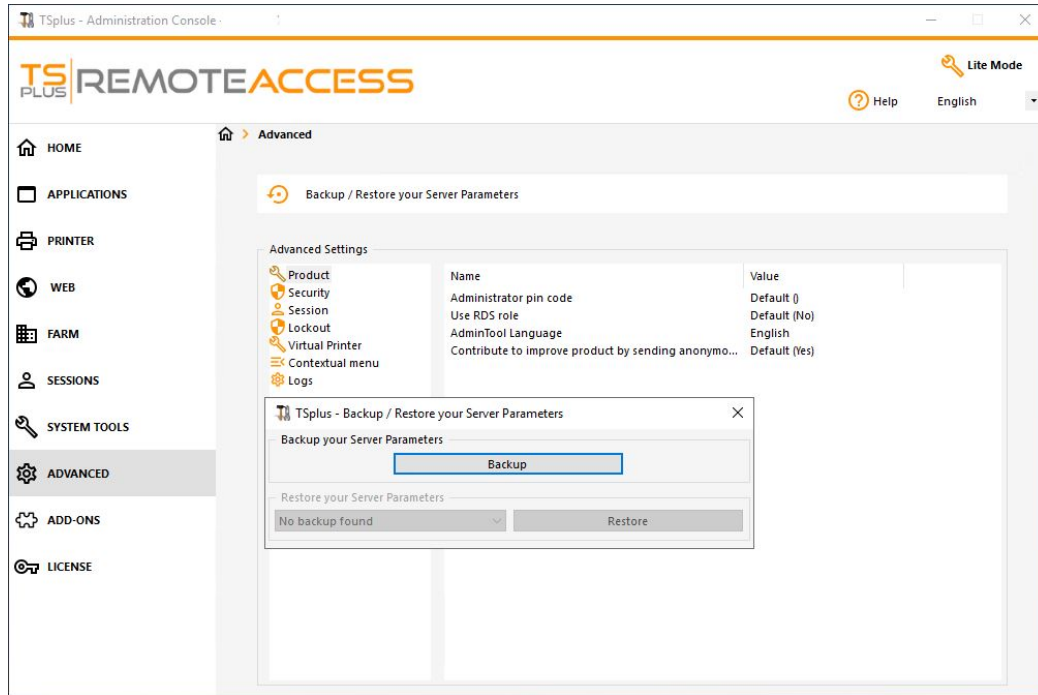 TSplus - Administration Console -
TS PLUS REMOTEACCESS
Lite Mode
Help English
HOME
APPLICATIONS
PRINTER
WEB
FARM
SESSIONS
SYSTEM TOOLS
ADVANCED
ADD-ONS
LICENSE
> Advanced
Backup / Restore your Server Parameters
Advanced Settings
Product
Security
Session
Lockout
Virtual Printer
Contextual menu
Logs
Name Value
Administrator pin code Default ()
Use RDS role Default (No)
AdminTool Language English
Contribute to improve product by sending anonymo... Default (Yes)
TSplus - Backup / Restore your Server Parameters
Backup your Server Parameters
Backup
Restore your Server Parameters
No backup found Restore